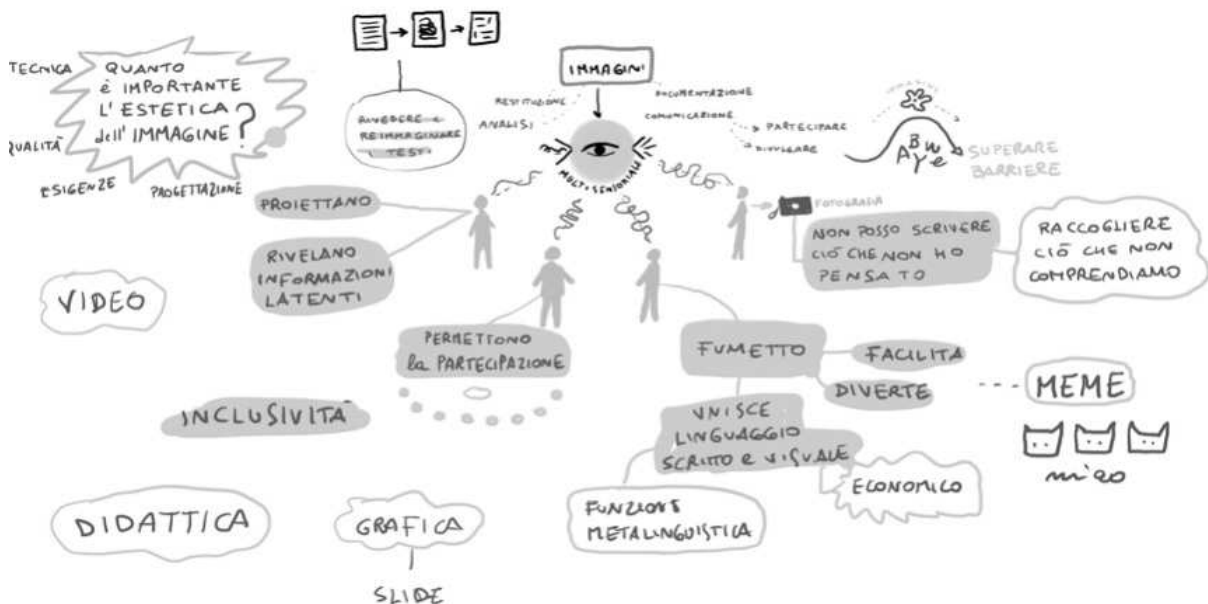 TECNICA
QUANTO
è IMPORTANTE
L'ESTETICA
dell'IMMAGINE?
QUALITÀ
ESIGENZE
PROGETTAZIONE
RIVEDERE e
REIMMAGINARE
I TESTI
IMMAGINI
RESTITUZIONE
ANALISI
DOCUMENTAZIONE
COMUNICAZIONE
PARTECIPARE
DIVULGARE
MULTISENSORIALI
SUPERARE
BARRIERE
PROIETTANO
RIVELANO
INFORMAZIONI
LATENTI
FOTOGRAFIA
NON POSSO SCRIVERE
CIÒ CHE NON HO
PENSATO
RACCOGLIERE
CIÒ CHE NON
COMPRENDIAMO
VIDEO
PERMETTONO
la PARTECIPAZIONE
FUMETTO
FACILITA
DIVERTE
MEME
INCLUSIVITÀ
UNISCE
LINGUAGGIO
SCRITTO e VISUALE
ECONOMICO
FUNZIONE
METALINGUISTICA
DIDATTICA
GRAFICA
SLIDE